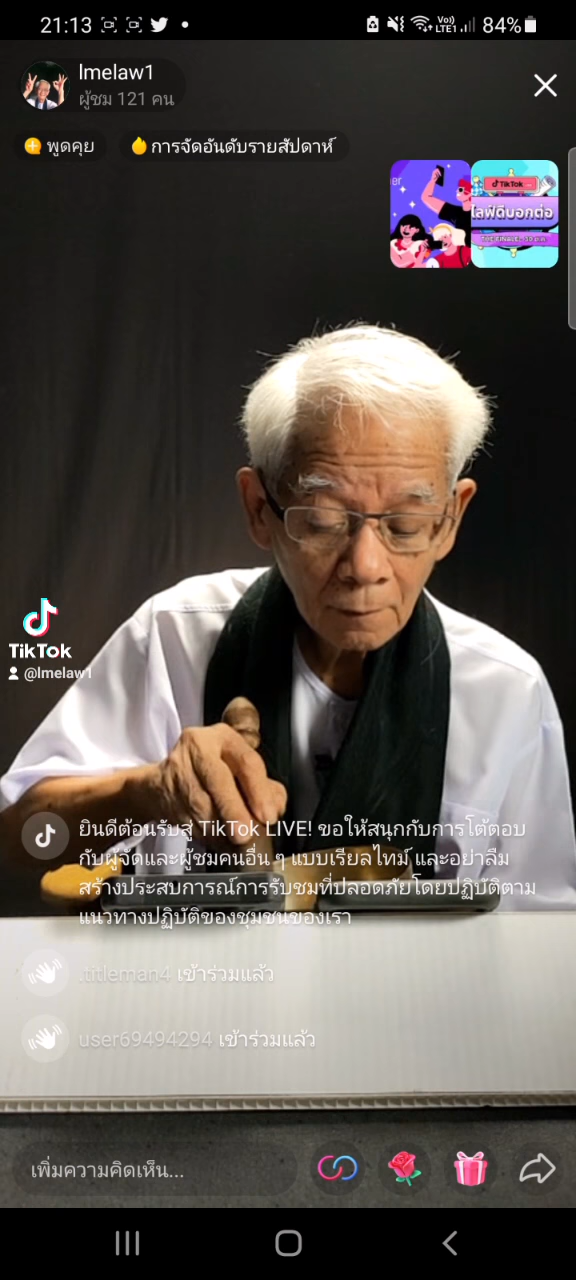 21:13
Vo))
LTE1
84%
lmelaw1
ผู้ชม 121 คน
พูดคุย
การจัดอันดับรายสัปดาห์
er
TikTok
ไลฟ์ดีบอกต่อ
TikTok
@lmelaw1
ยินดีต้อนรับสู่ TikTok LIVE! ขอให้สนุกกับการโต้ตอบ
กับผู้จัดและผู้ชมคนอื่น ๆ แบบเรียลไทม์ และอย่าลืม
สร้างประสบการณ์การรับชมที่ปลอดภัยโดยปฏิบัติตาม
แนวทางปฏิบัติของชุมชนของเรา
.titleman4 เข้าร่วมแล้ว
user69494294 เข้าร่วมแล้ว
เพิ่มความคิดเห็น...